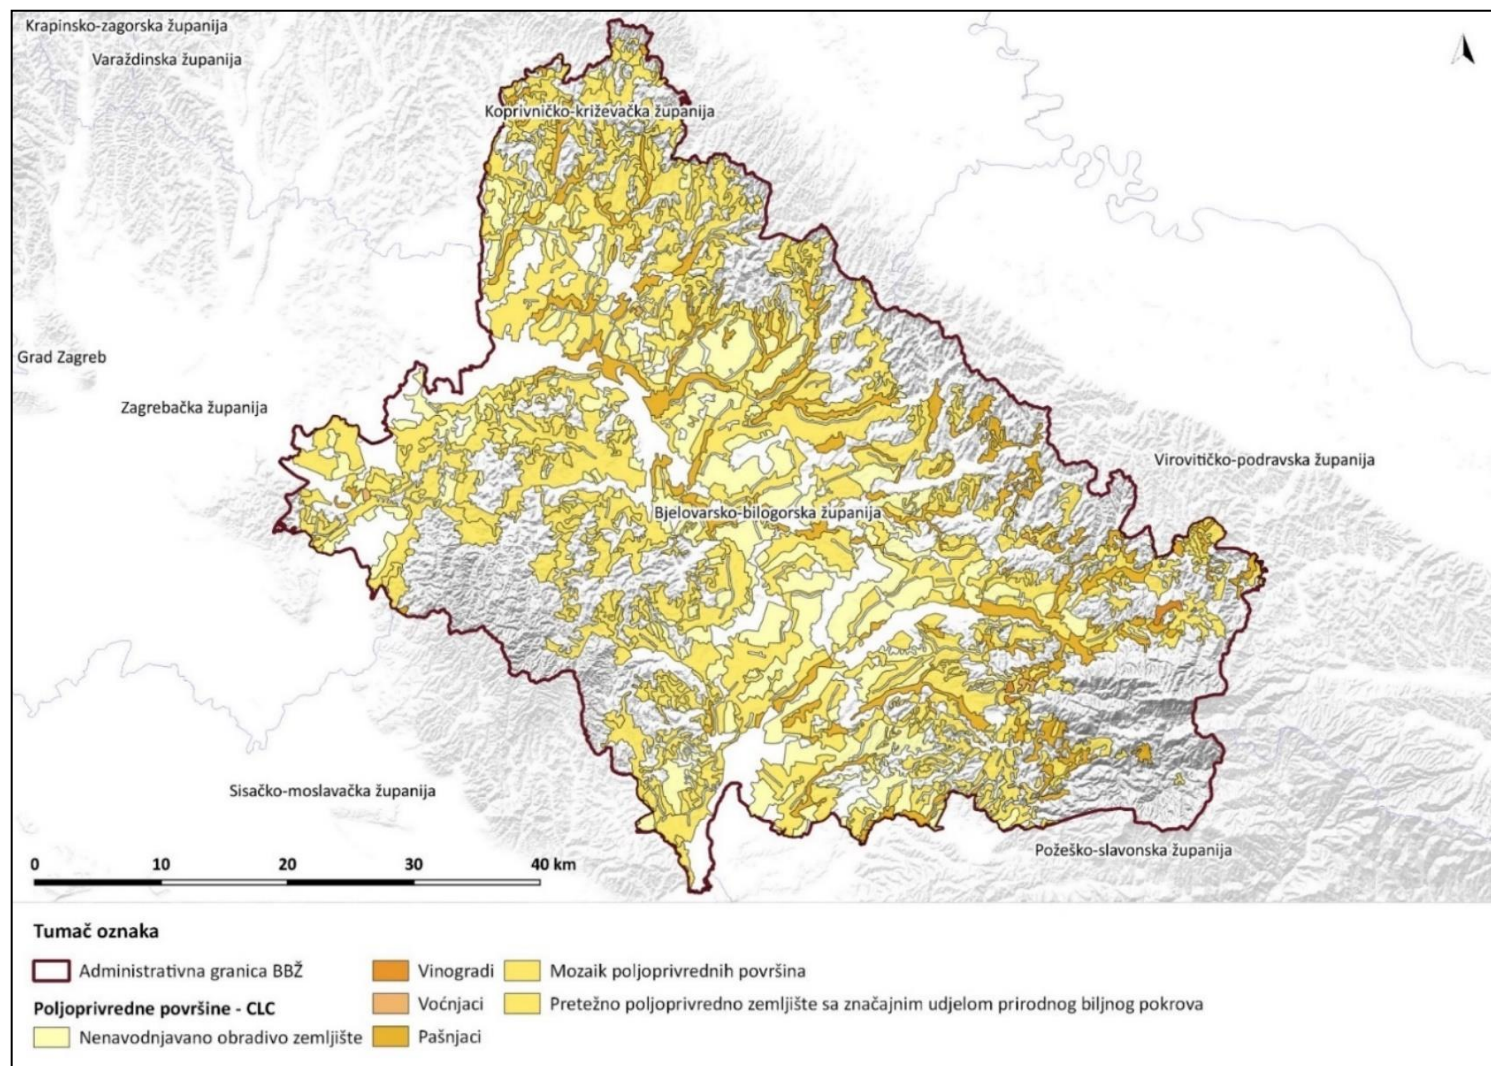 Krapinsko-zagorska županija
Varaždinska županija
Koprivničko-križevačka županija
Grad Zagreb
Zagrebačka županija
Virovitičko-podravska županija
Bjelovarsko-bilogorska županija
Sisačko-moslavačka županija
Požeško-slavonska županija
0 10 20 30 40 km
Tumač oznaka
Administrativna granica BBŽ
Poljoprivredne površine - CLC
Nenavodnjavano obradivo zemljište
Vinogradi
Voćnjaci
Pašnjaci
Mozaik poljoprivrednih površina
Pretežno poljoprivredno zemljište sa značajnim udjelom prirodnog biljnog pokrova